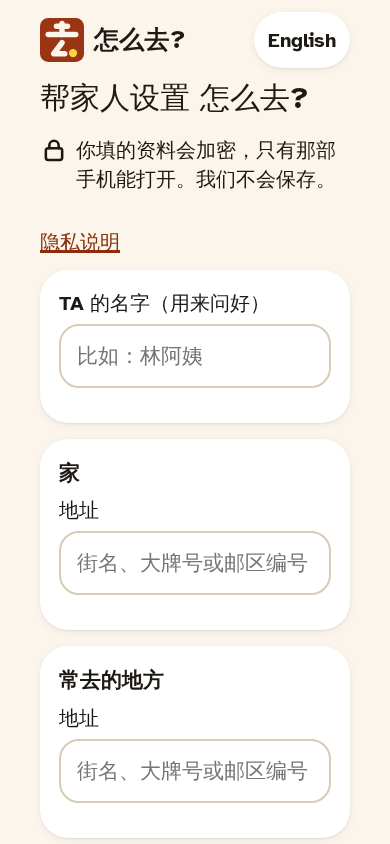 去
怎么去?
English
帮家人设置 怎么去?
你填的资料会加密，只有那部
手机能打开。我们不会保存。
隐私说明
TA 的名字（用来问好）
比如：林阿姨
家
地址
街名、大牌号或邮区编号
常去的地方
地址
街名、大牌号或邮区编号